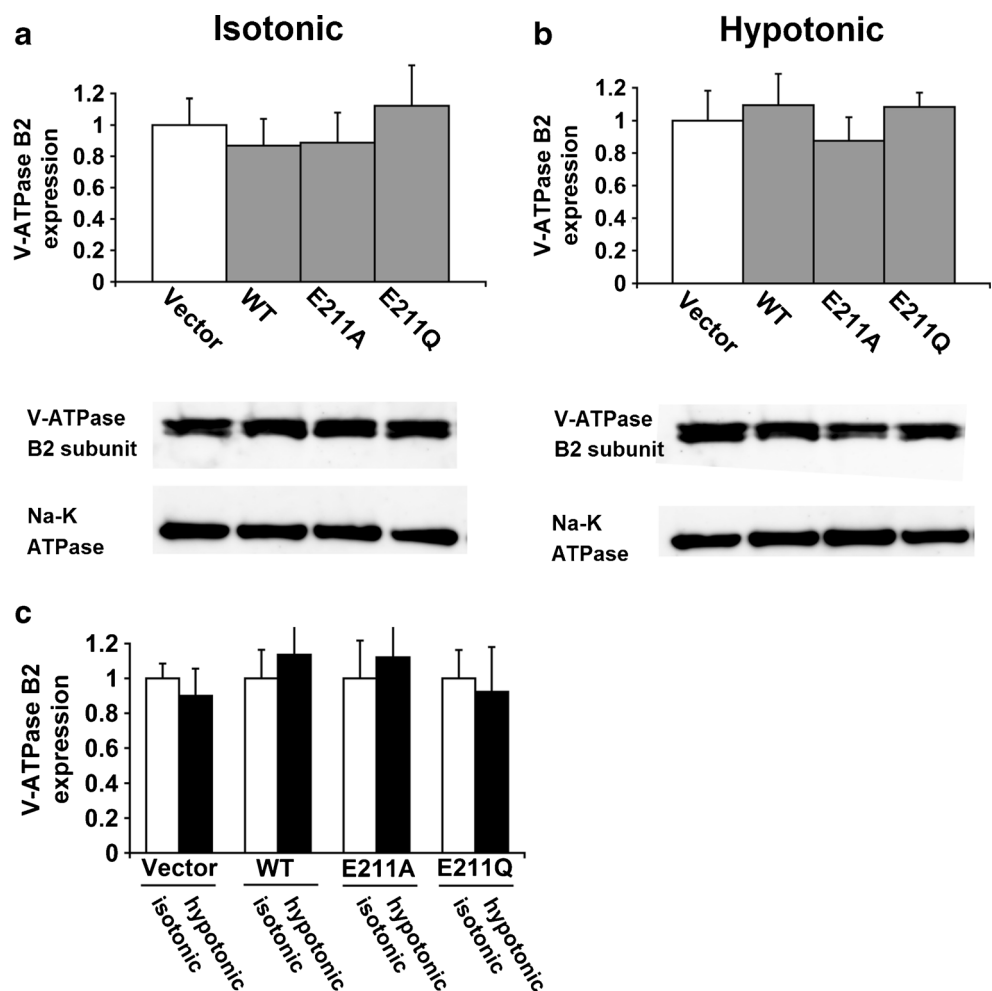 a
Isotonic
V-ATPase B2
expression
1.2
1
0.8
0.6
0.4
0.2
0
Vector
WT
E211A
E211Q
V-ATPase
B2 subunit
Na-K
ATPase
b
Hypotonic
V-ATPase B2
expression
1.2
1
0.8
0.6
0.4
0.2
0
Vector
WT
E211A
E211Q
V-ATPase
B2 subunit
Na-K
ATPase
c
V-ATPase B2
expression
1.2
1
0.8
0.6
0.4
0.2
0
Vector
WT
E211A
E211Q
isotonic
hypotonic
isotonic
hypotonic
isotonic
hypotonic
isotonic
hypotonic